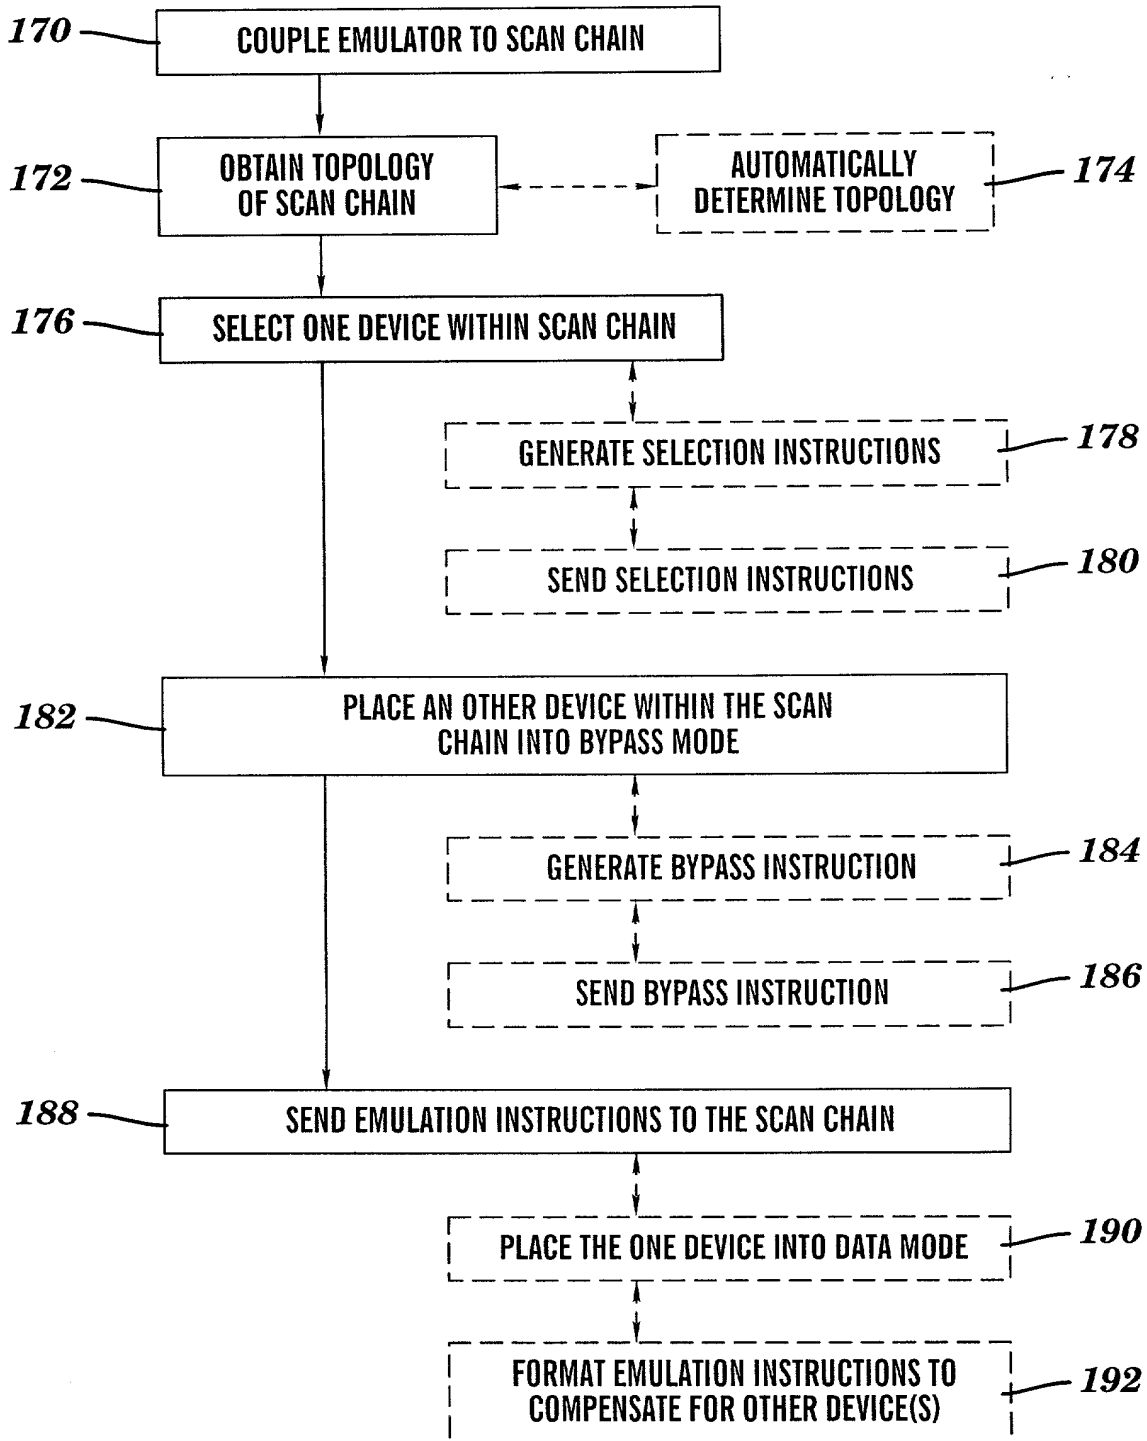 170
COUPLE EMULATOR TO SCAN CHAIN
172
OBTAIN TOPOLOGY
OF SCAN CHAIN
AUTOMATICALLY
DETERMINE TOPOLOGY
174
176
SELECT ONE DEVICE WITHIN SCAN CHAIN
GENERATE SELECTION INSTRUCTIONS
178
SEND SELECTION INSTRUCTIONS
180
182
PLACE AN OTHER DEVICE WITHIN THE SCAN
CHAIN INTO BYPASS MODE
GENERATE BYPASS INSTRUCTION
184
SEND BYPASS INSTRUCTION
186
188
SEND EMULATION INSTRUCTIONS TO THE SCAN CHAIN
PLACE THE ONE DEVICE INTO DATA MODE
190
FORMAT EMULATION INSTRUCTIONS TO
COMPENSATE FOR OTHER DEVICE(S)
192